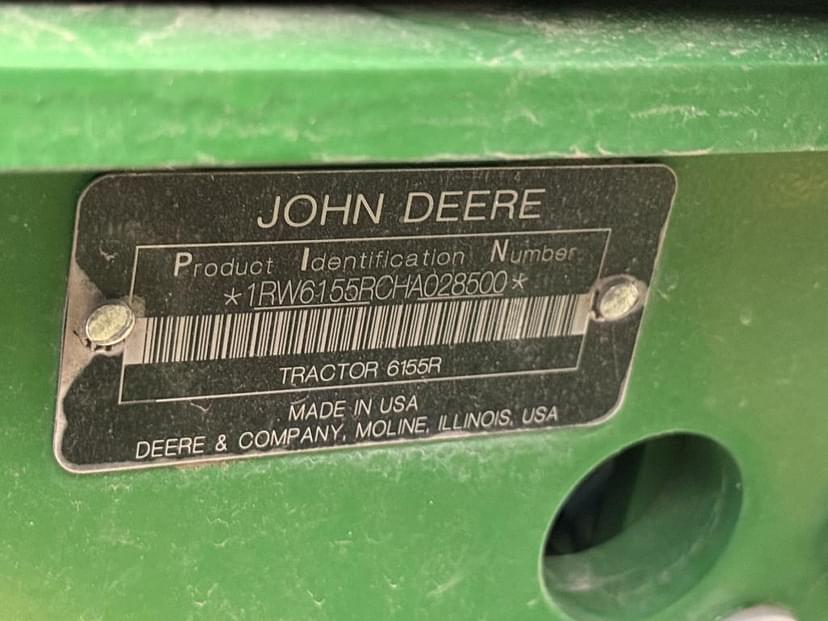 JOHN DEERE
Product Identification Number
*1RW6155RCHA028500*
TRACTOR 6155R
MADE IN USA
DEERE & COMPANY, MOLINE, ILLINOIS, USA